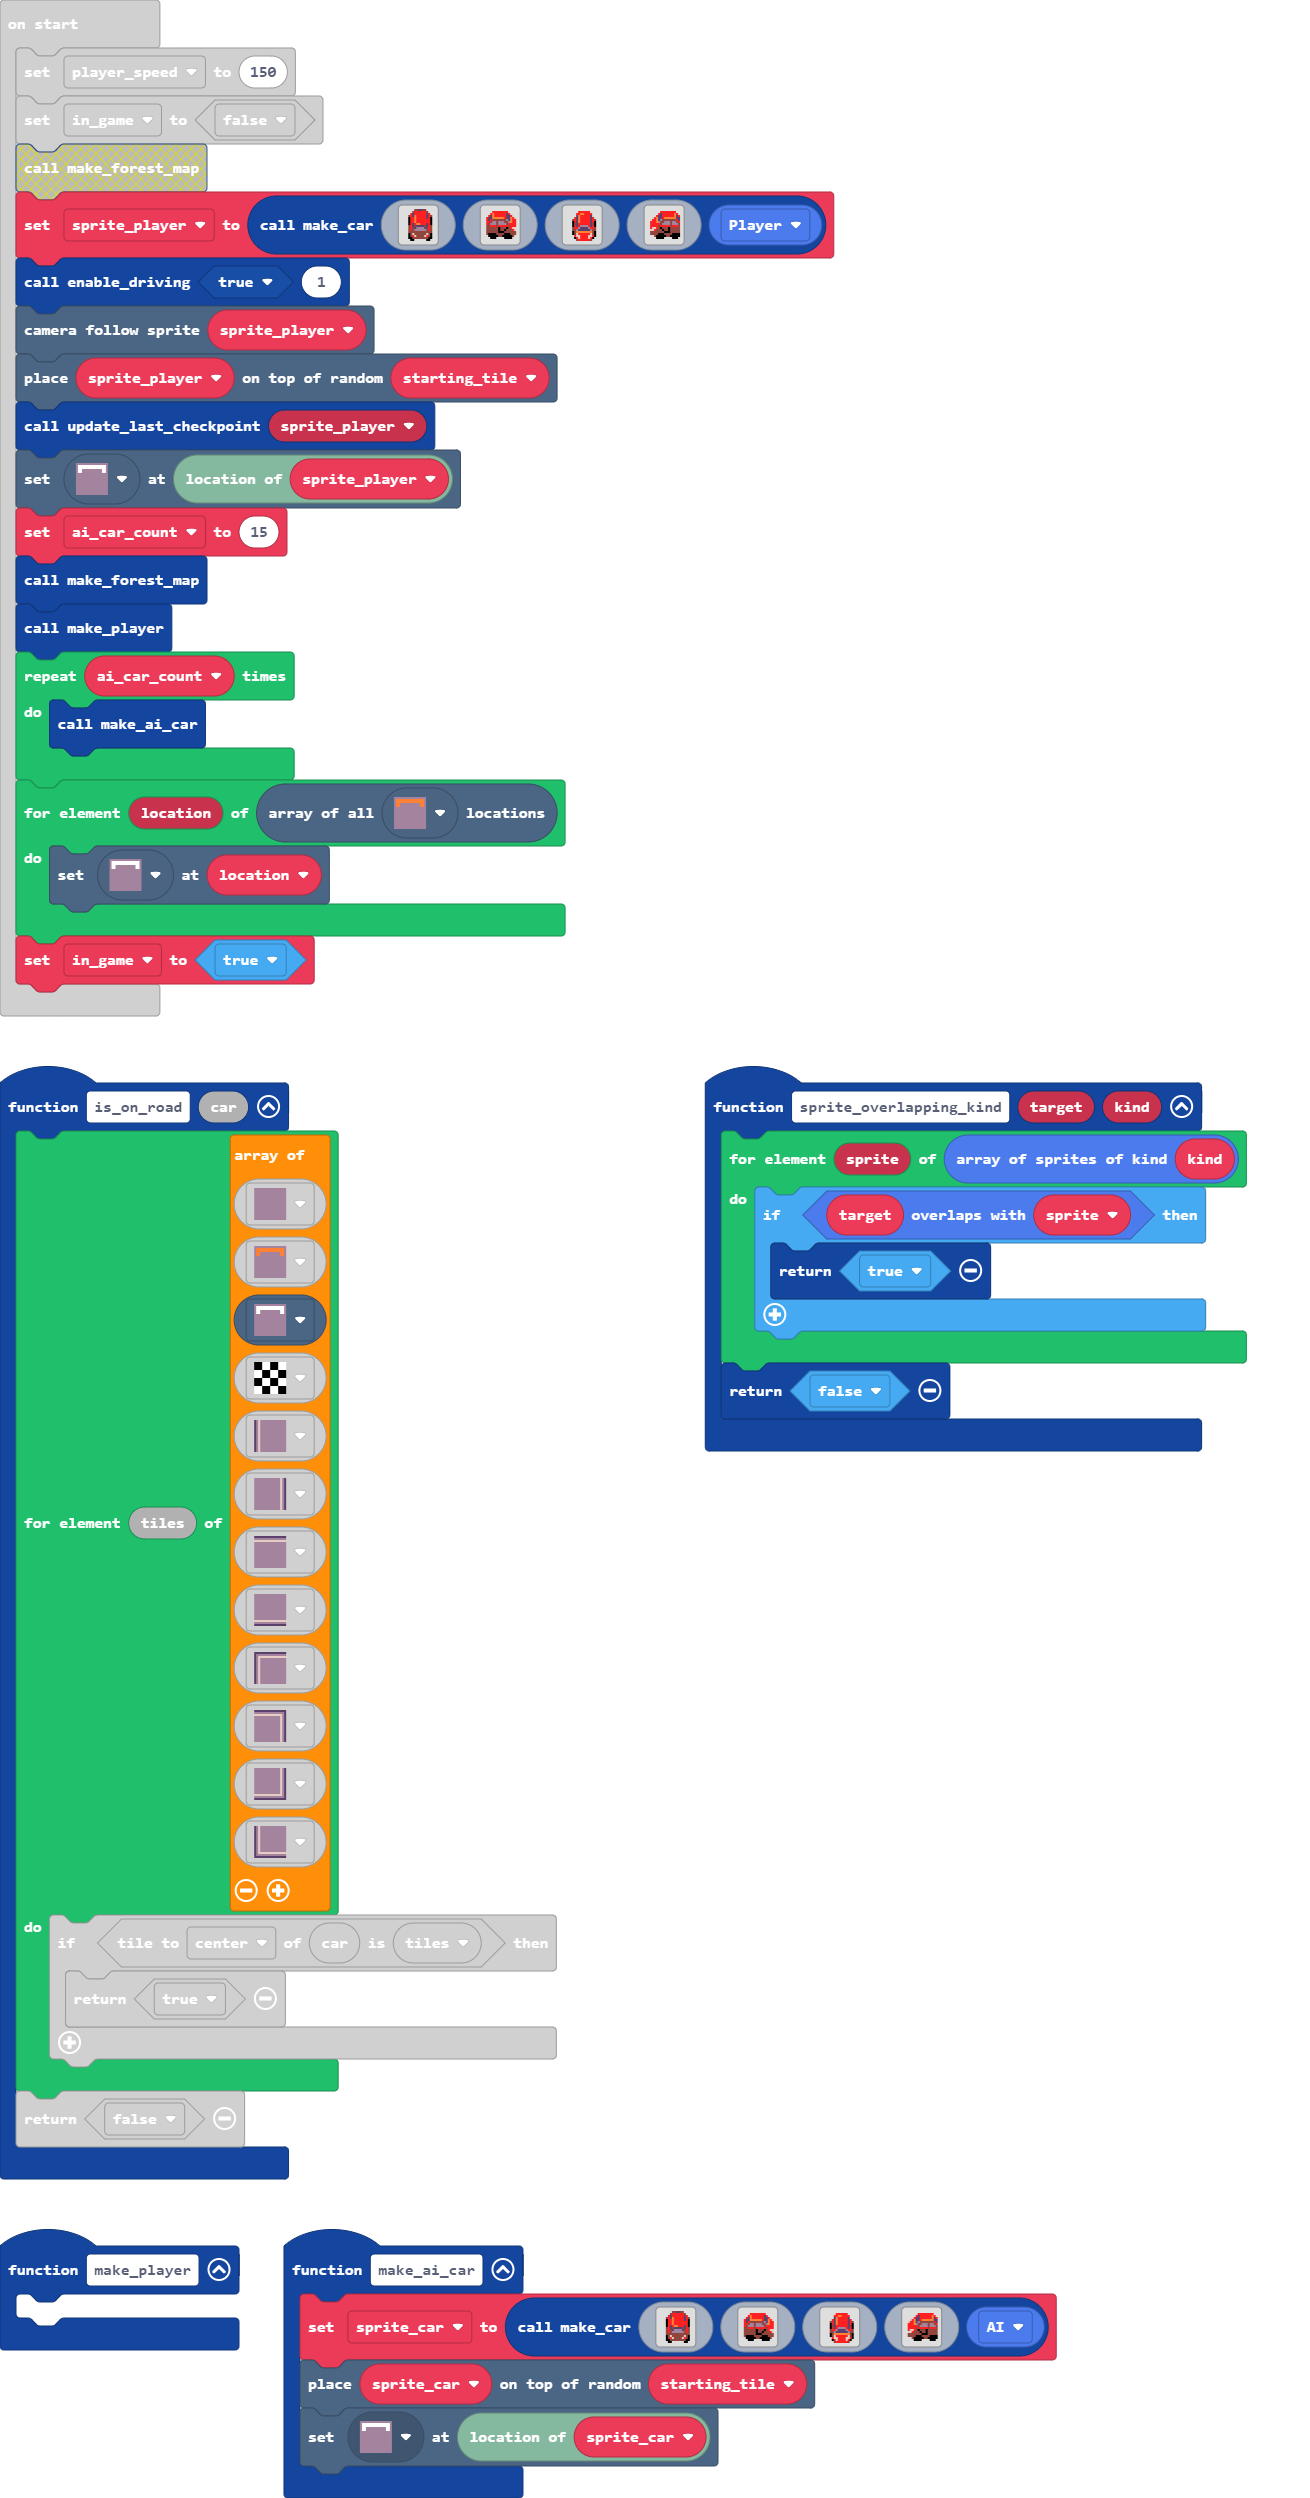 on start
set player_speed to 150
set in_game to false
call make_forest_map
set sprite_player to call make_car Player
call enable_driving true 1
camera follow sprite sprite_player
place sprite_player on top of random starting_tile
call update_last_checkpoint sprite_player
set at location of sprite_player
set ai_car_count to 15
call make_forest_map
call make_player
repeat ai_car_count times
do
call make_ai_car
for element location of array of all locations
do
set at location
set in_game to true
function is_on_road car
array of
for element tiles of
do
if tile to center of car is tiles then
return true
return false
function sprite_overlapping_kind target kind
for element sprite of array of sprites of kind kind
do
if target overlaps with sprite then
return true
return false
function make_player
function make_ai_car
set sprite_car to call make_car AI
place sprite_car on top of random starting_tile
set at location of sprite_car